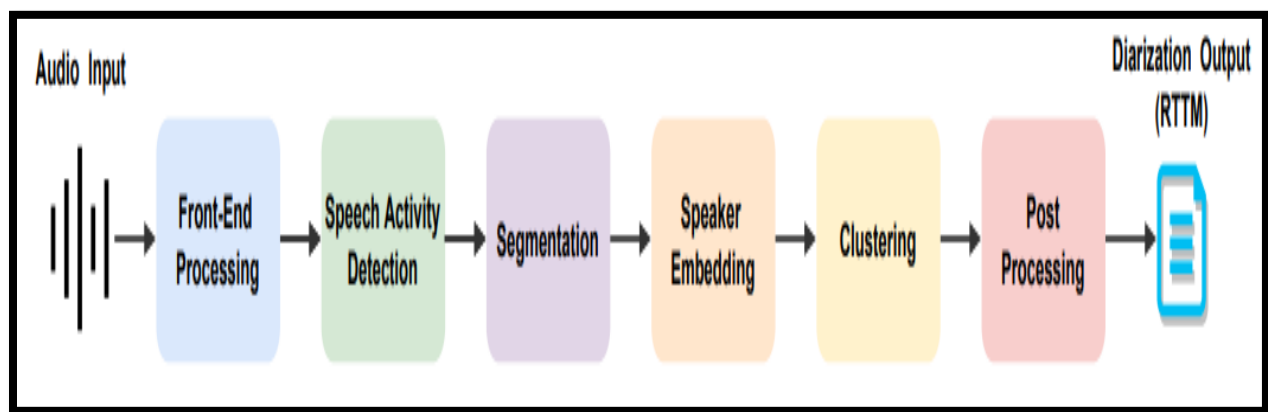 Audio Input
Front-End
Processing
Speech Activity
Detection
Segmentation
Speaker
Embedding
Clustering
Post
Processing
Diarization Output
(RTTM)